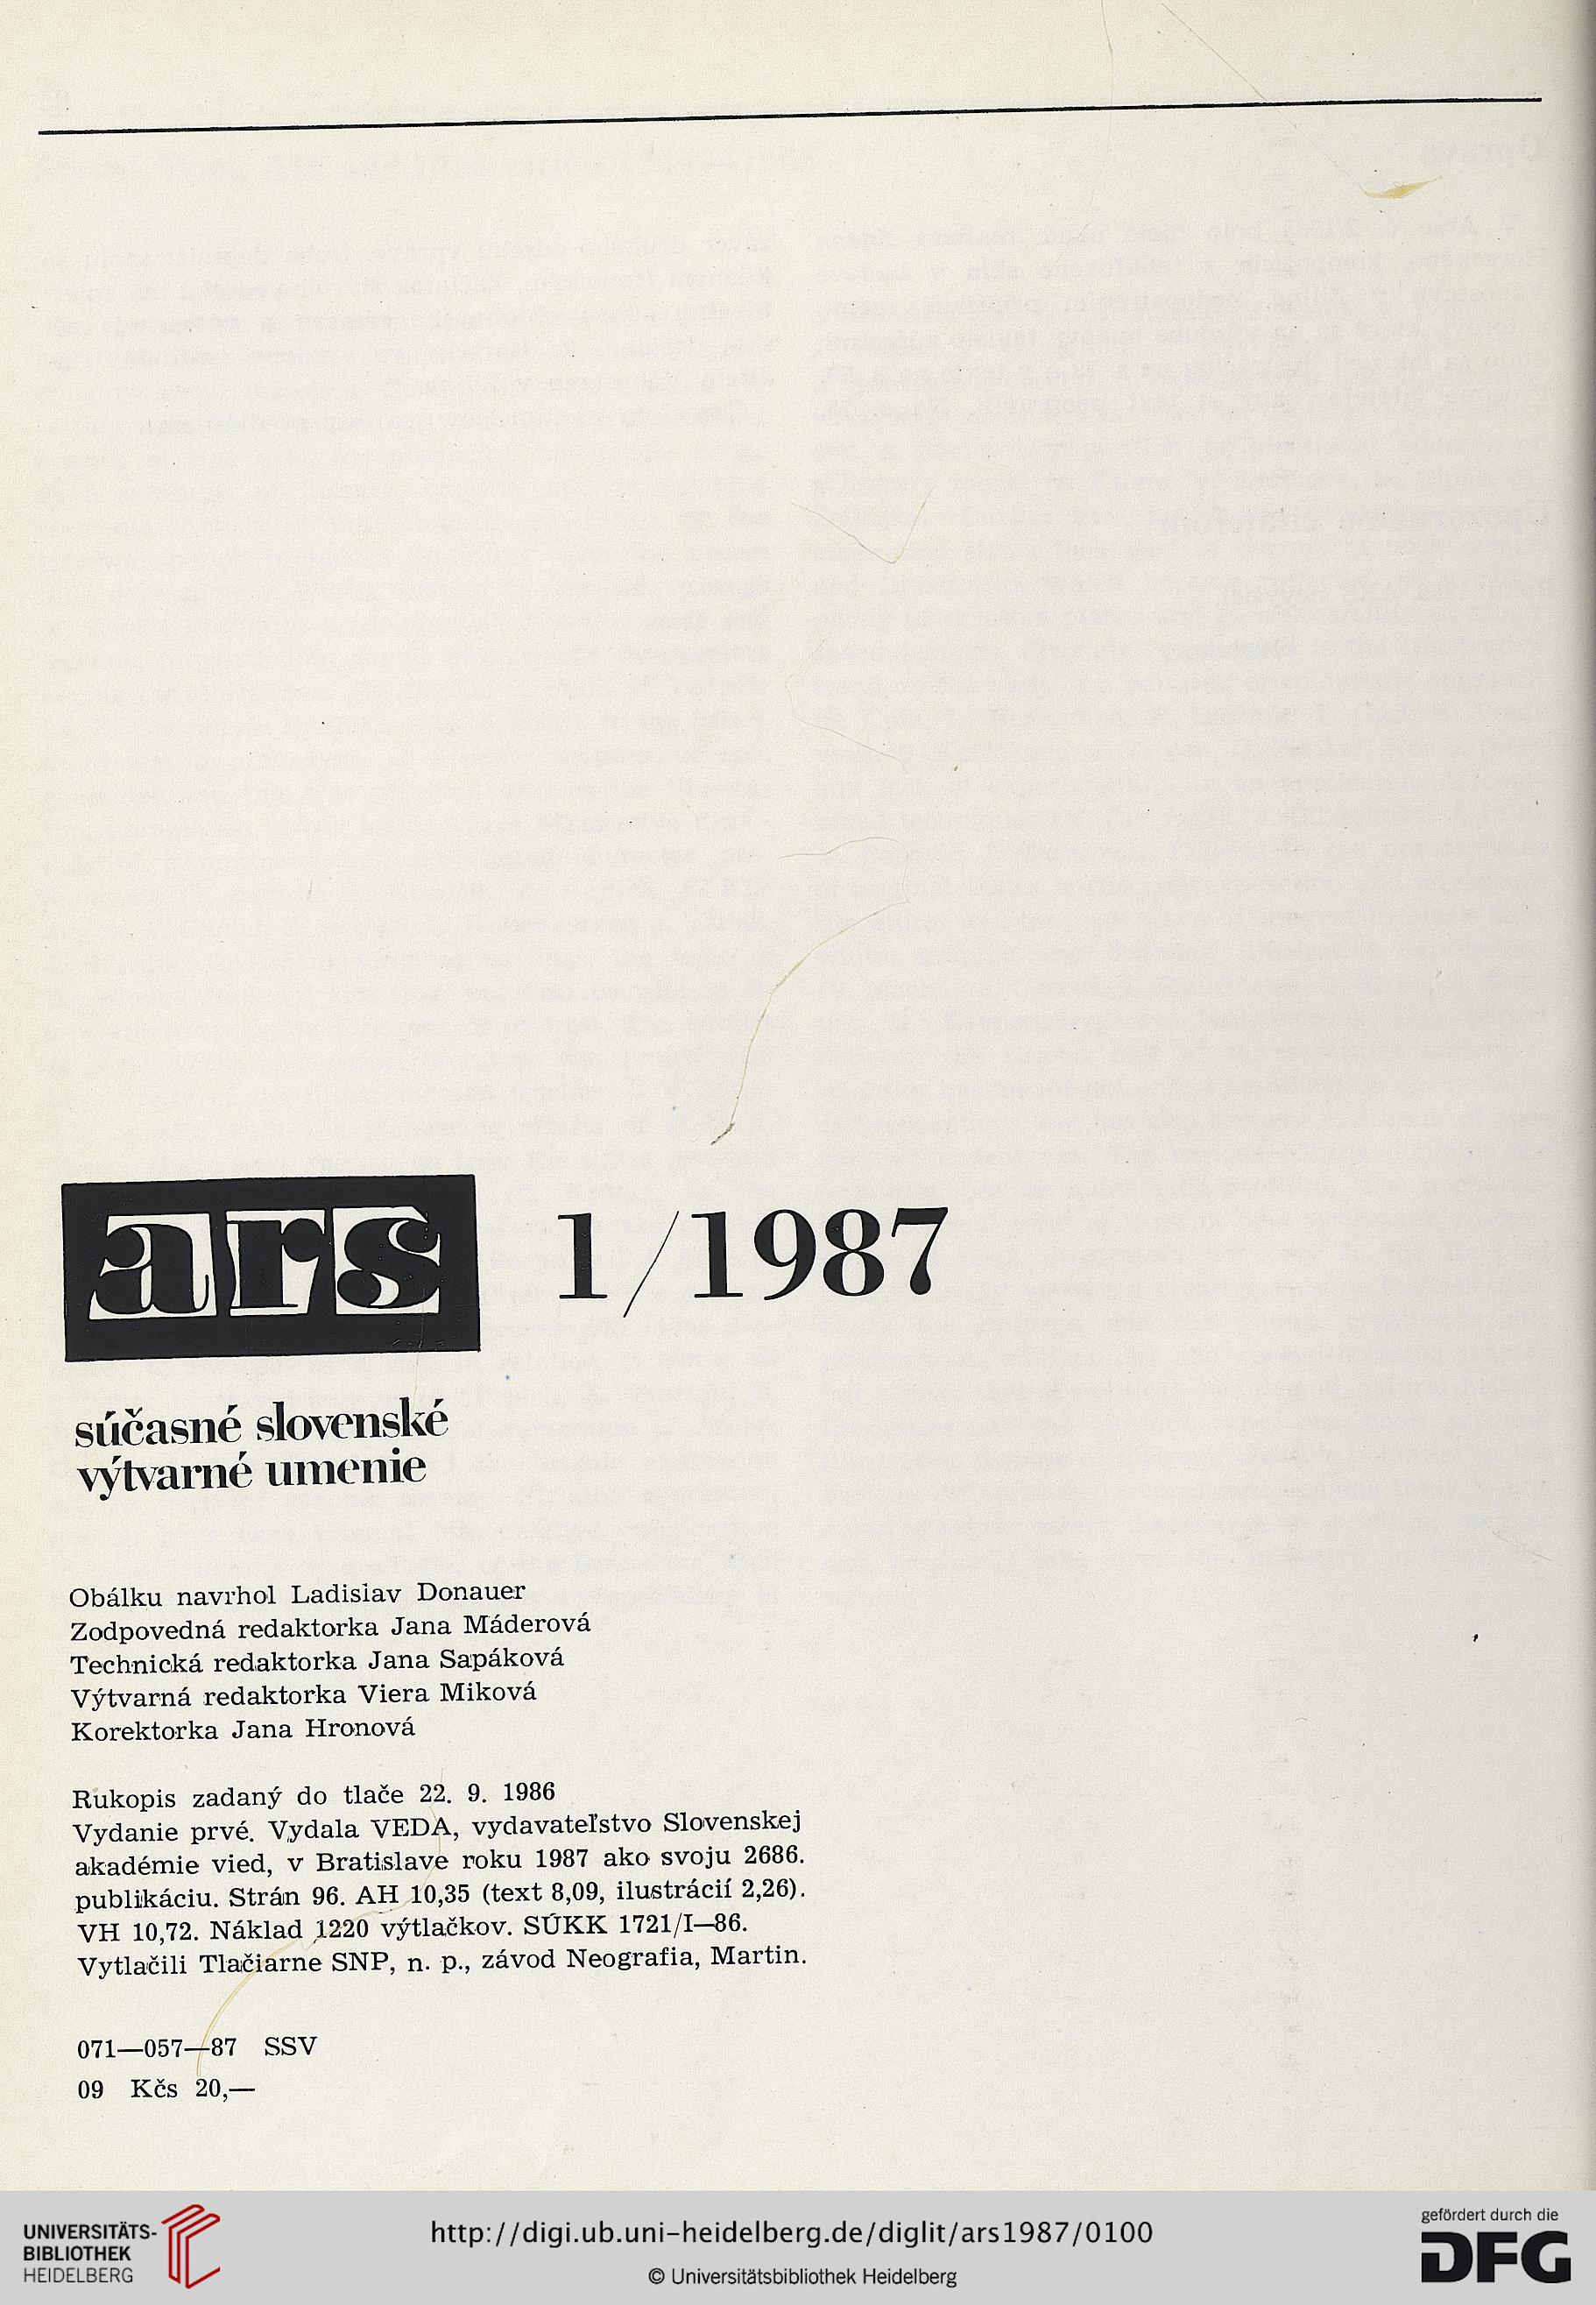 ars 1/1987
súčasné slovenské
výtvarné umenie
Obálku navrhol Ladislav Donauer
Zodpovedná redaktorka Jana Máderová
Technická redaktorka Jana Sapáková
Výtvarná redaktorka Viera Miková
Korektorka Jana Hronová
Rukopis zadaný do tlače 22. 9. 1986
Vydanie prvé. Vydala VEDA, vydavateľstvo Slovenskej
akadémie vied, v Bratislave roku 1987 ako svoju 2686.
publikáciu. Strán 96. AH 10,35 (text 8,09, ilustrácií 2,26).
VH 10,72. Náklad 1220 výtlačkov. SÚKK 1721/I—86.
Vytlačili Tlačiarne SNP, n. p., závod Neografia, Martin.
071—057—87 SSV
09 Kčs 20,—
UNIVERSITÄTS-
BIBLIOTHEK
HEIDELBERG
http://digi.ub.uni-heidelberg.de/diglit/ars1987/0100
© Universitätsbibliothek Heidelberg
gefördert durch die
DFG